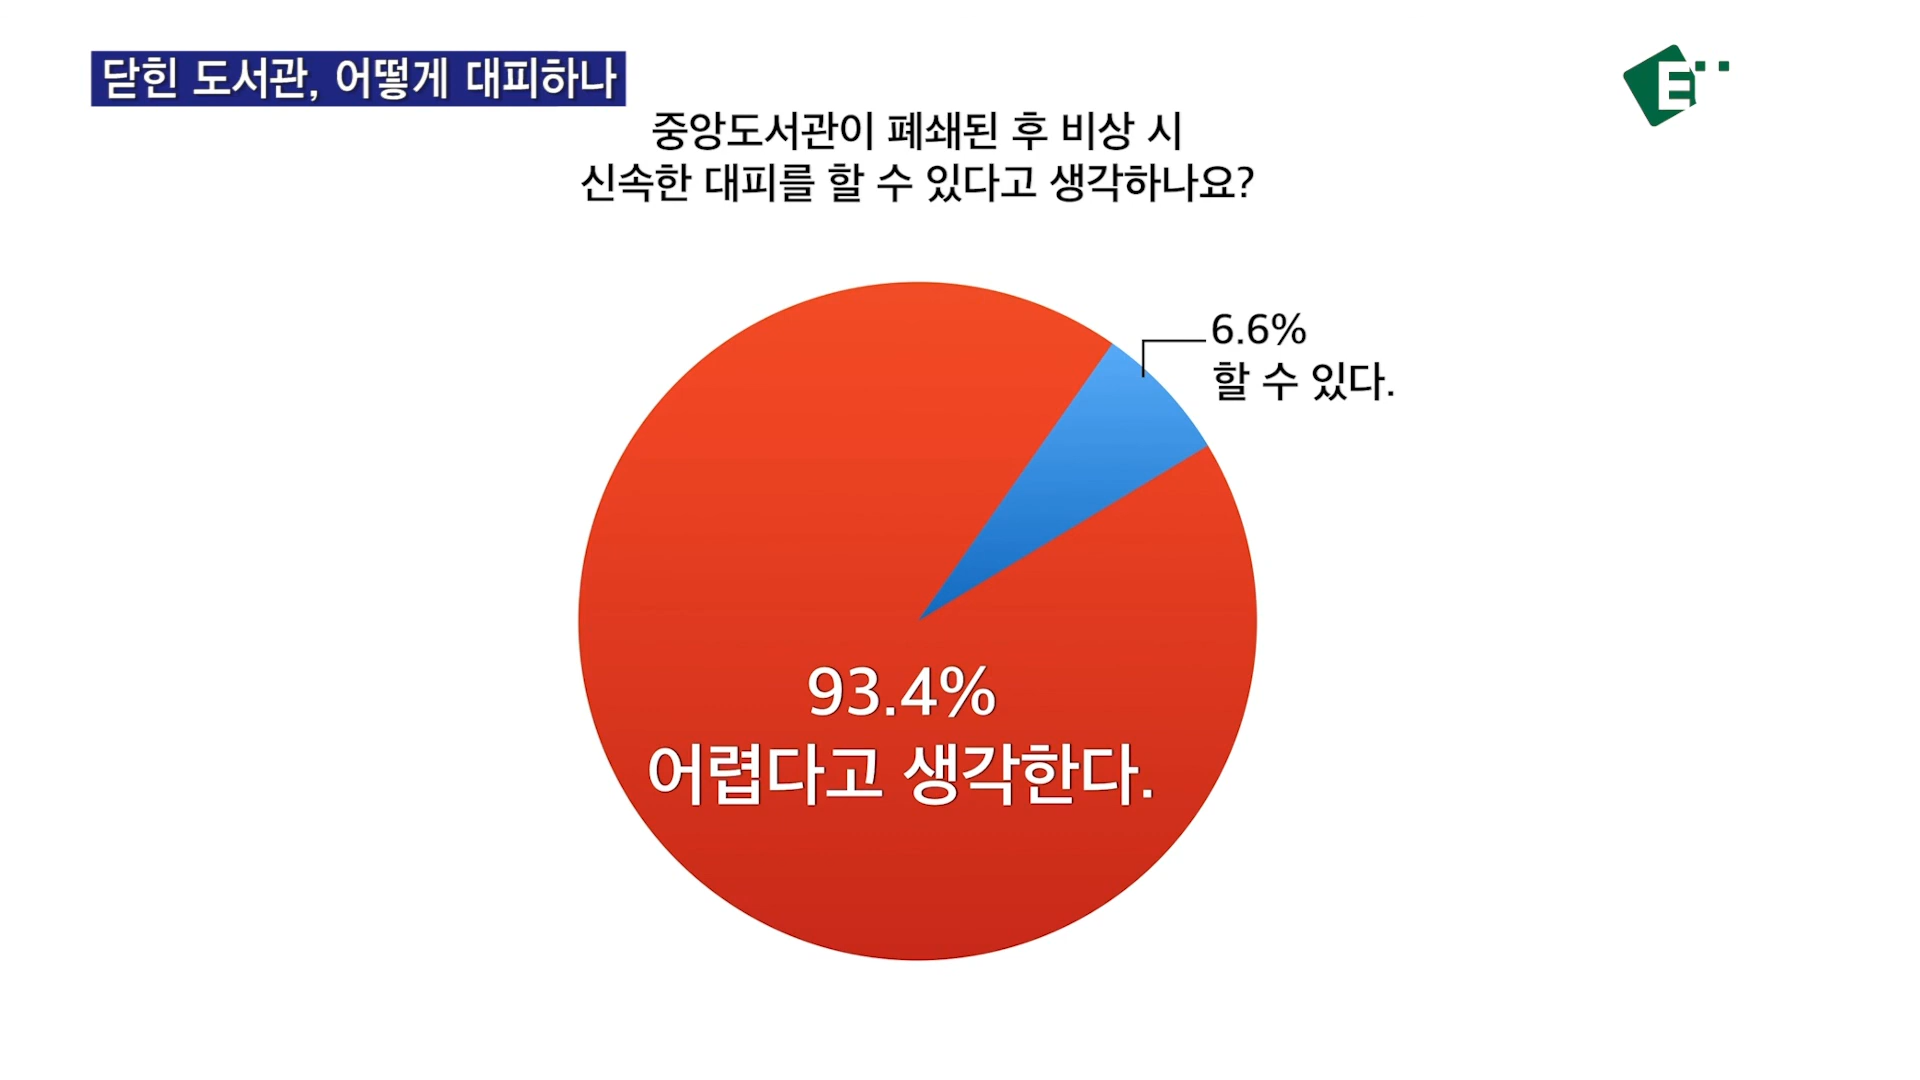 닫힌 도서관, 어떻게 대피하나
E
중앙도서관이 폐쇄된 후 비상 시
신속한 대피를 할 수 있다고 생각하나요?
6.6%
할 수 있다.
93.4%
어렵다고 생각한다.